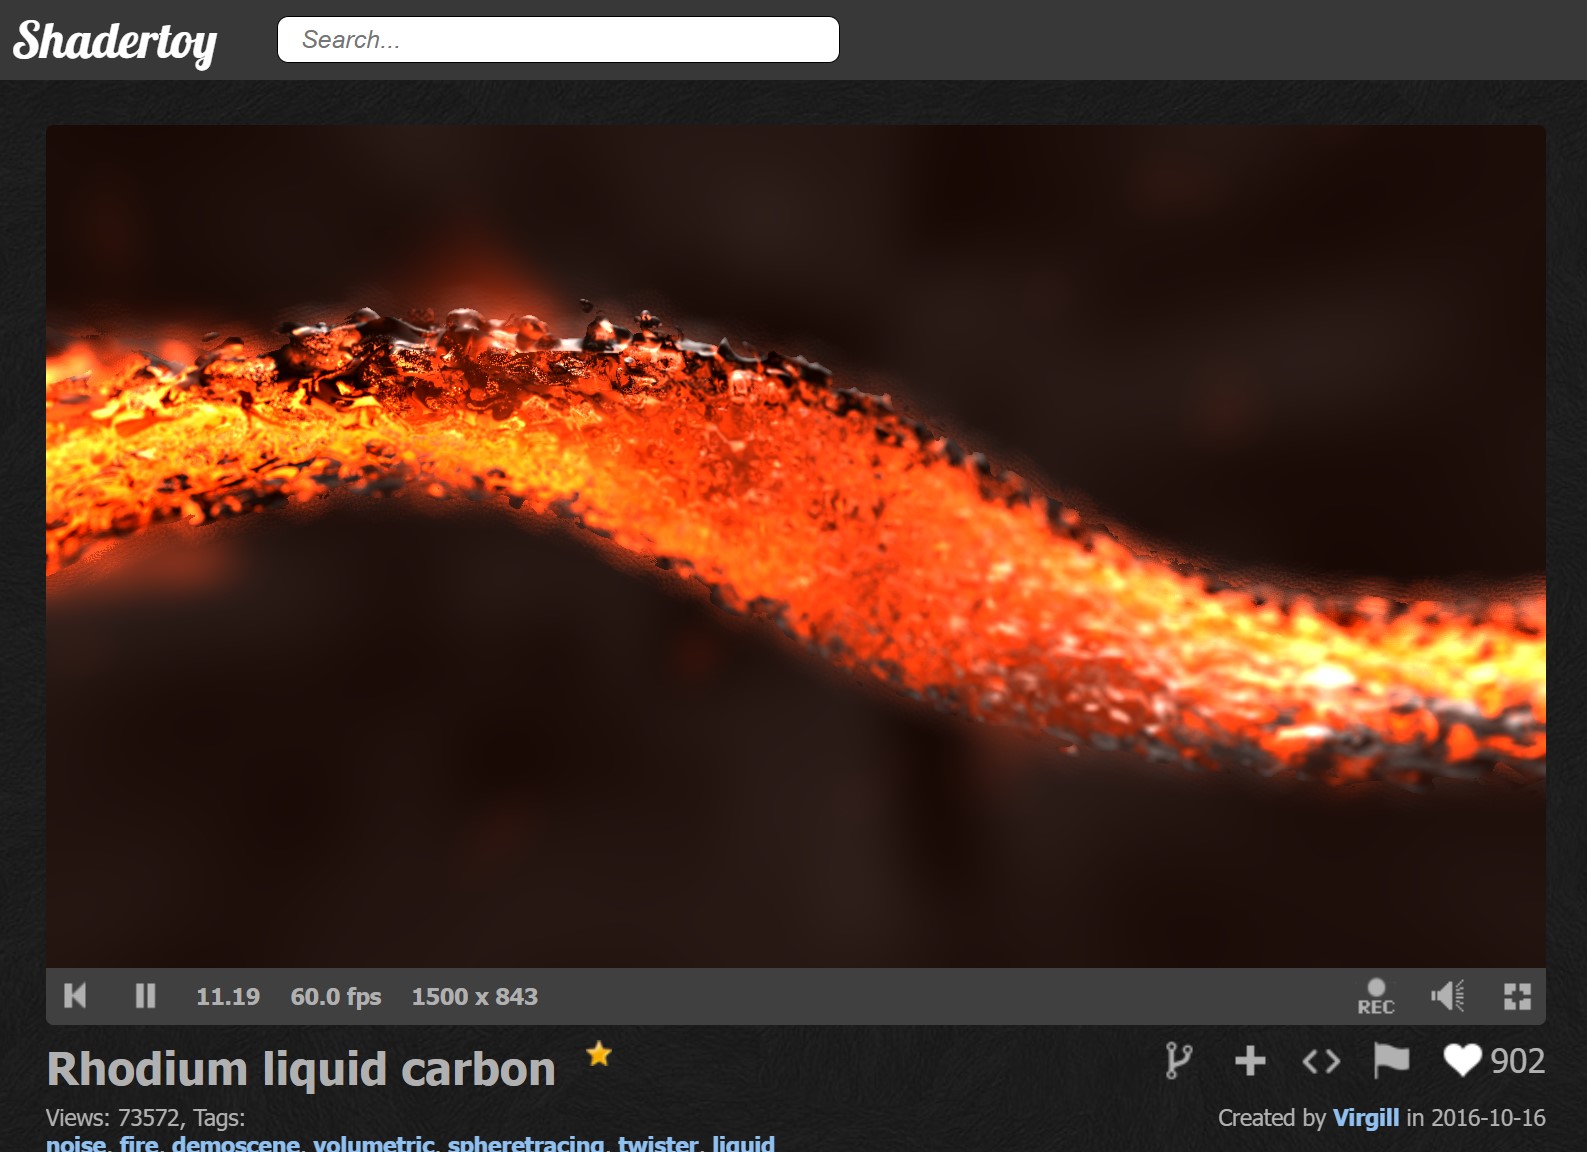 Shadertoy
Search...
11.19 60.0 fps 1500 x 843
REC
Rhodium liquid carbon
902
Views: 73572, Tags:
Created by Virgill in 2016-10-16
noise, fire, demoscene, volumetric, spheretracing, twister, liquid